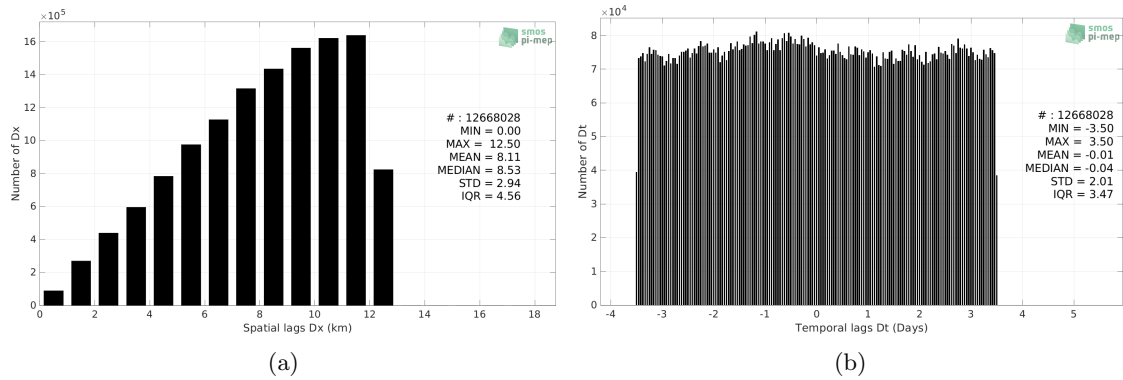 ×10⁵
smos
pi-mep
16
14
12
10
8
6
4
2
0
Number of Dx
# : 12668028
MIN = 0.00
MAX = 12.50
MEAN = 8.11
MEDIAN = 8.53
STD = 2.94
IQR = 4.56
0 2 4 6 8 10 12 14 16 18
Spatial lags Dx (km)
(a)
×10⁴
smos
pi-mep
8
7
6
5
4
3
2
1
0
Number of Dt
# : 12668028
MIN = -3.50
MAX = 3.50
MEAN = -0.01
MEDIAN = -0.04
STD = 2.01
IQR = 3.47
-4 -3 -2 -1 0 1 2 3 4 5
Temporal lags Dt (Days)
(b)